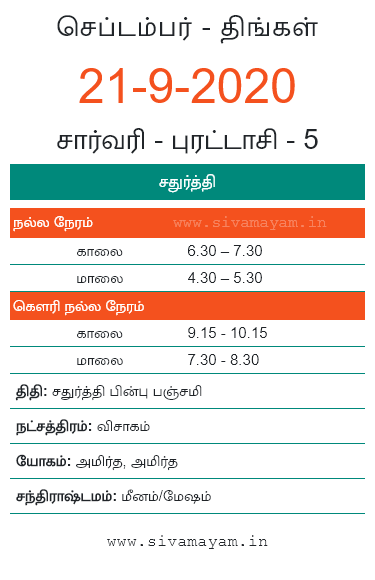 செப்டம்பர் - திங்கள்
21-9-2020
சார்வரி - புரட்டாசி - 5
சதுர்த்தி
நல்ல நேரம் www.sivamayam.in
காலை 6.30 – 7.30
மாலை 4.30 – 5.30
கௌரி நல்ல நேரம்
காலை 9.15 - 10.15
மாலை 7.30 - 8.30
திதி: சதுர்த்தி பின்பு பஞ்சமி
நட்சத்திரம்: விசாகம்
யோகம்: அமிர்த, அமிர்த
சந்திராஷ்டமம்: மீனம்/மேஷம்
www.sivamayam.in